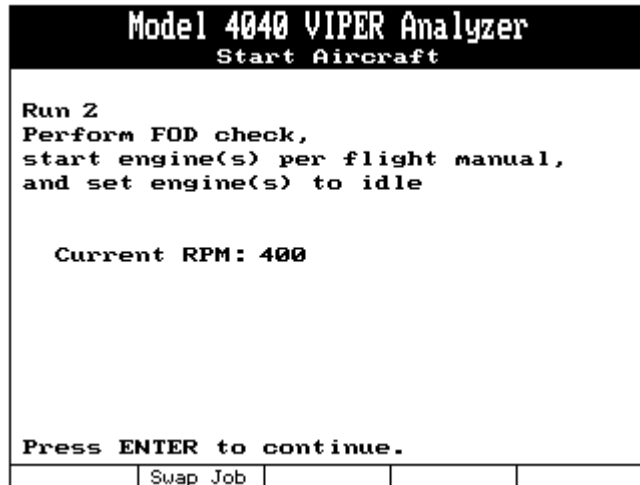 Model 4040 VIPER Analyzer
Start Aircraft
Run 2
Perform FOD check,
start engine(s) per flight manual,
and set engine(s) to idle
Current RPM: 400
Press ENTER to continue.
Swap Job